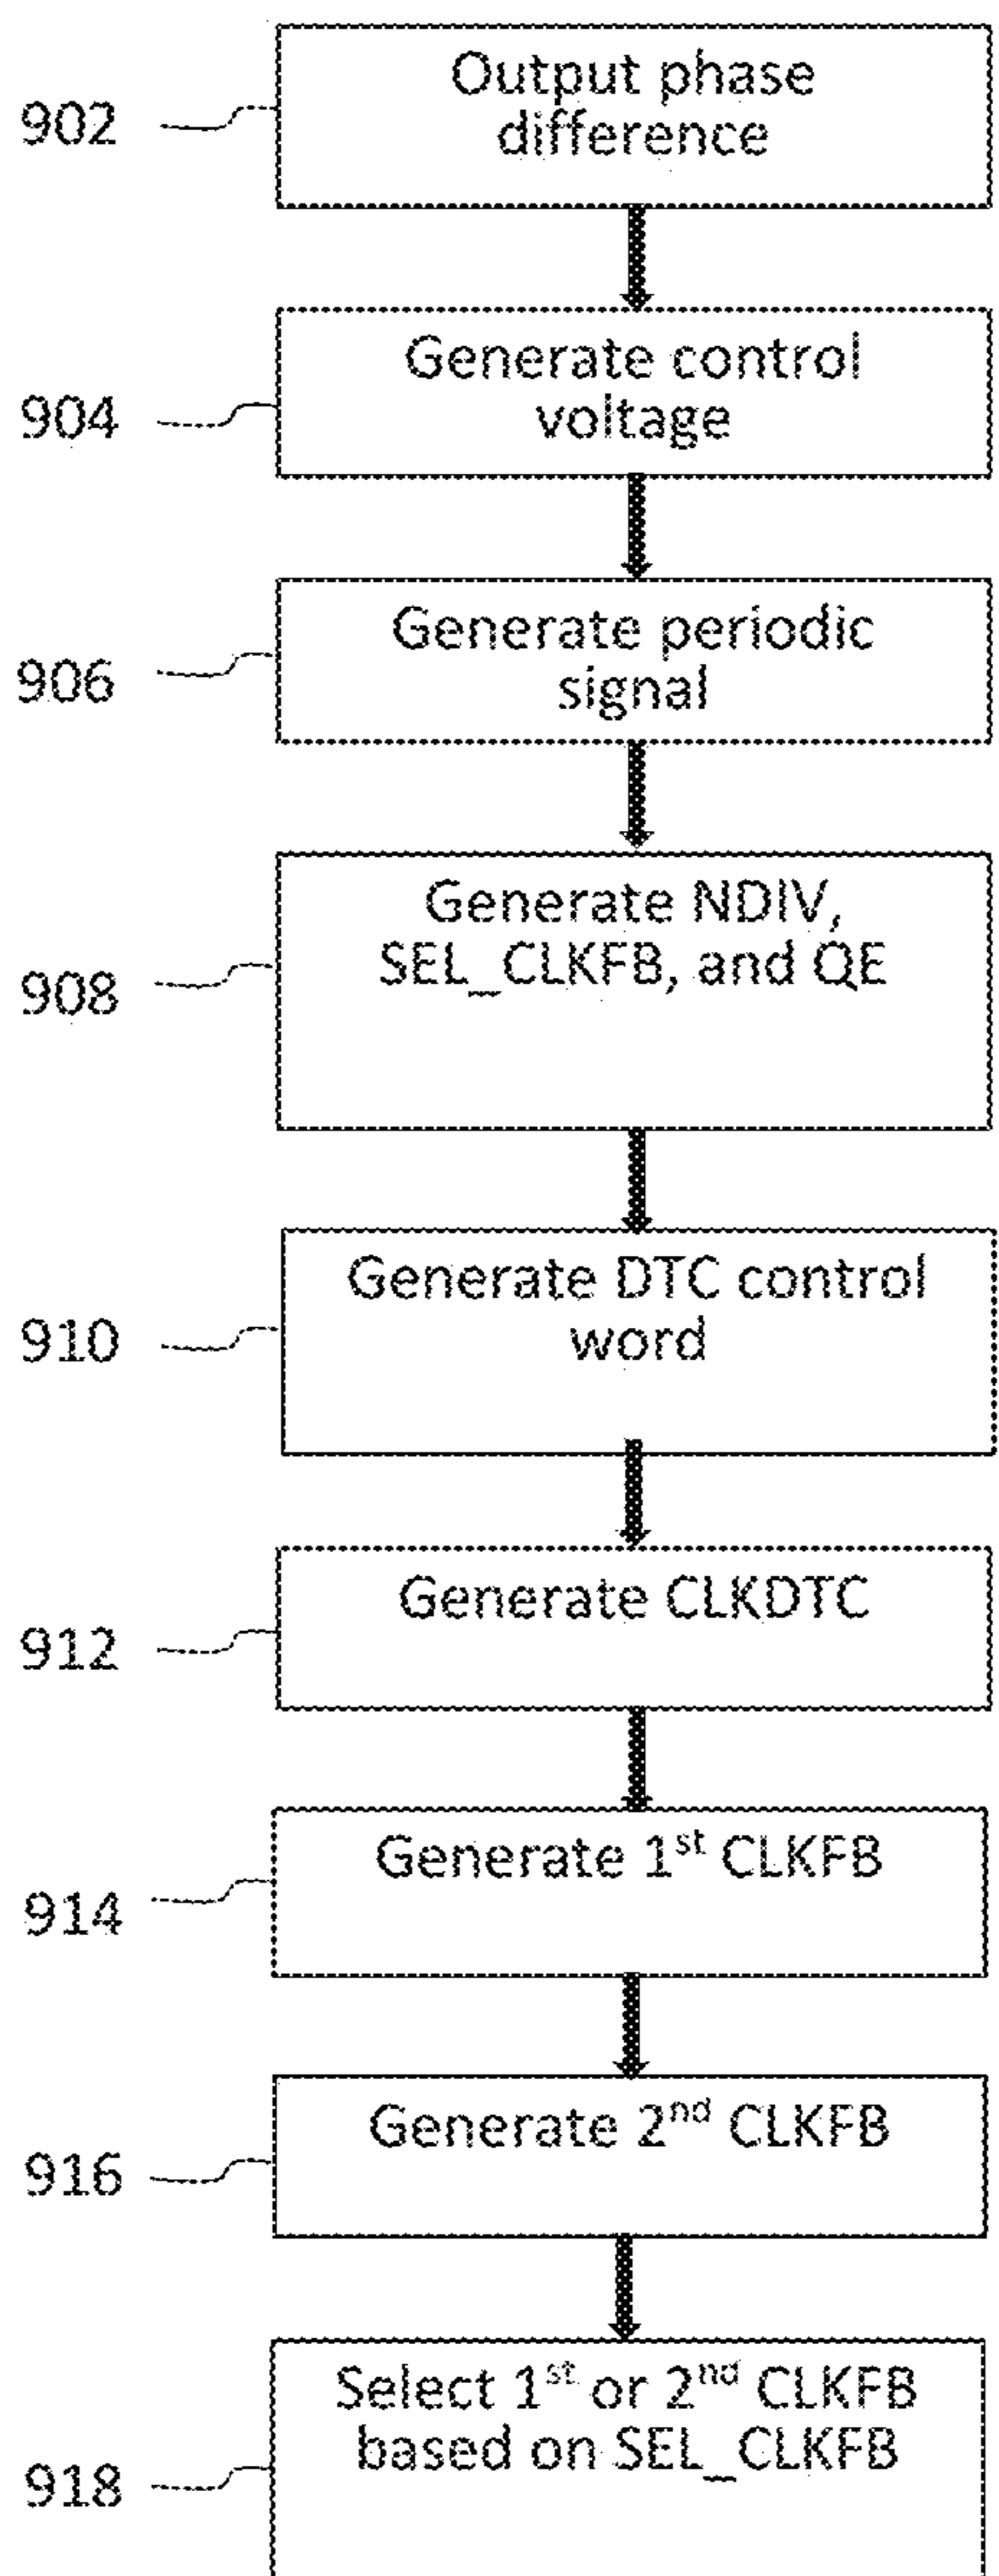 Output phase
difference
902
Generate control
voltage
904
Generate periodic
signal
906
Generate NDIV,
SEL_CLKFB, and QE
908
Generate DTC control
word
910
Generate CLKDTC
912
Generate 1st CLKFB
914
Generate 2nd CLKFB
916
Select 1st or 2nd CLKFB
based on SEL_CLKFB
918